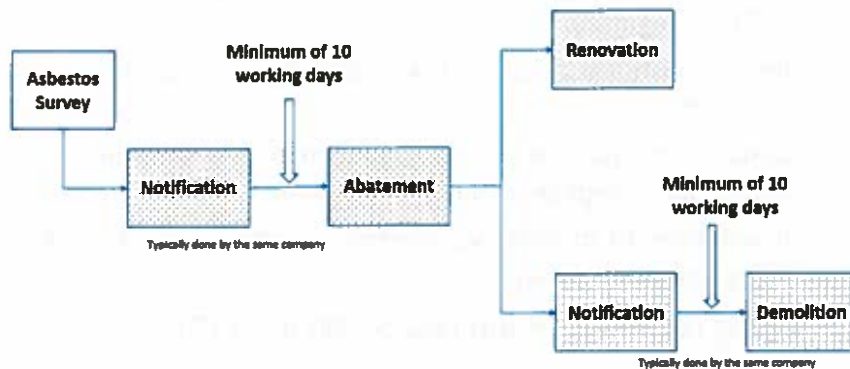 Asbestos
Survey
Minimum of 10
working days
Renovation
Notification
Abatement
Typically done by the same company
Minimum of 10
working days
Notification
Demolition
Typically done by the same company